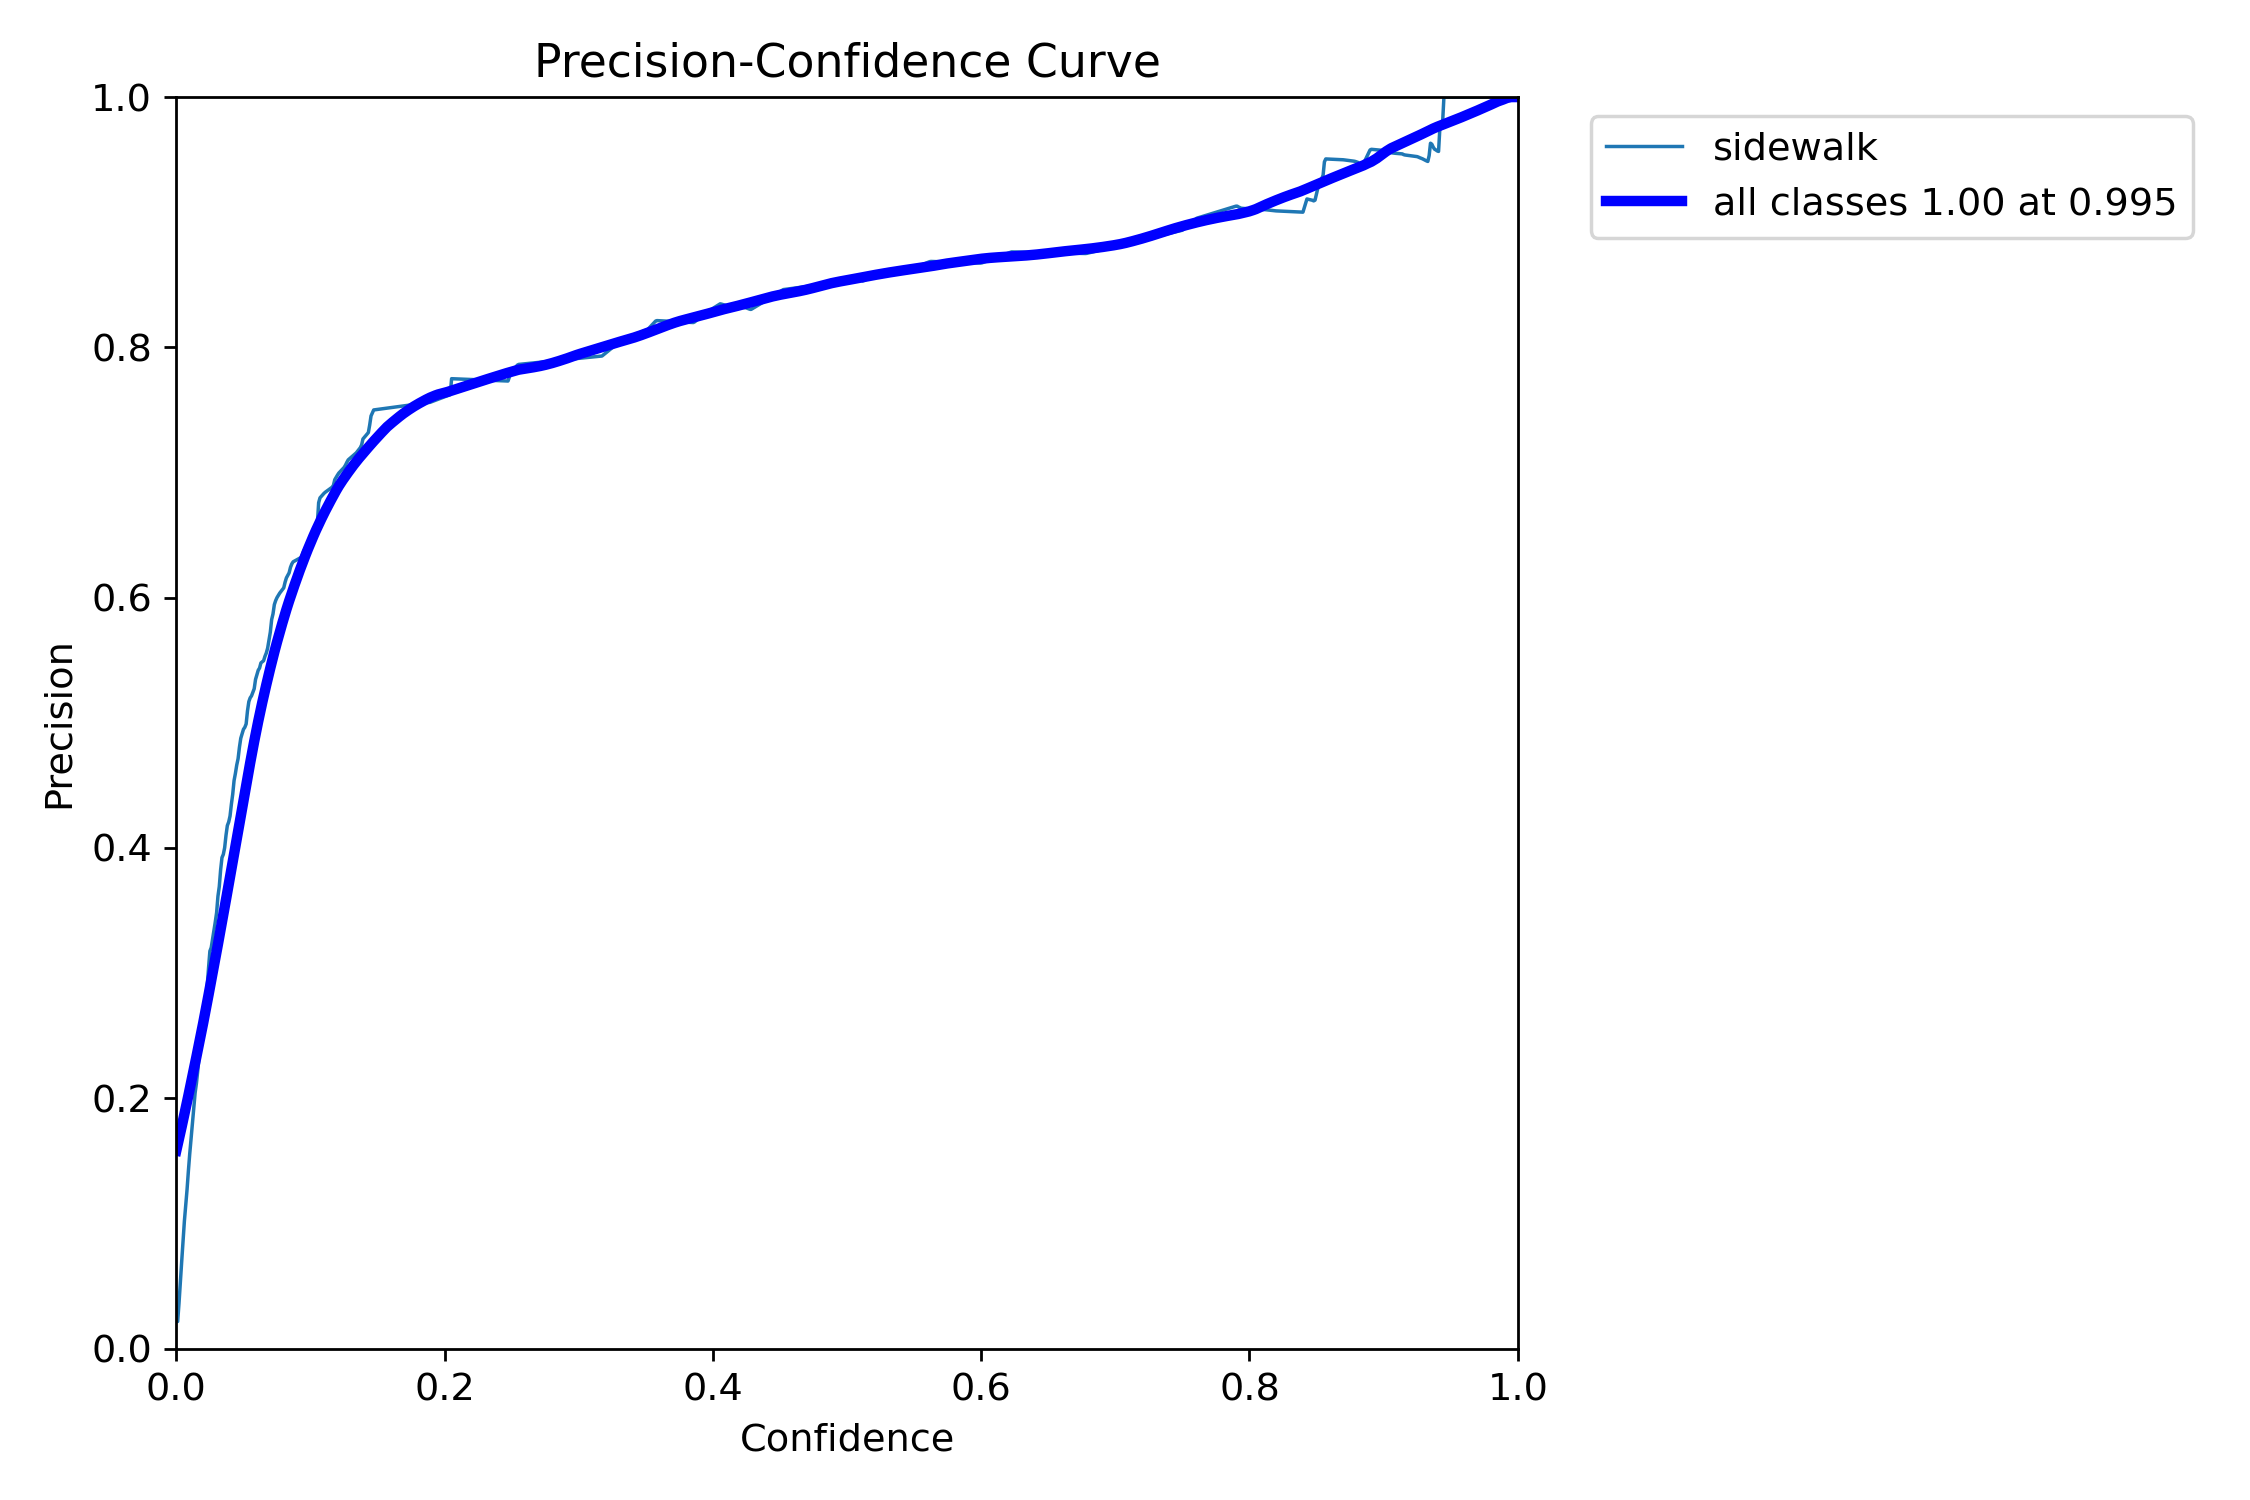 Precision-Confidence Curve
1.0
0.8
0.6
0.4
0.2
0.0
Precision
0.0 0.2 0.4 0.6 0.8 1.0
Confidence
sidewalk
all classes 1.00 at 0.995